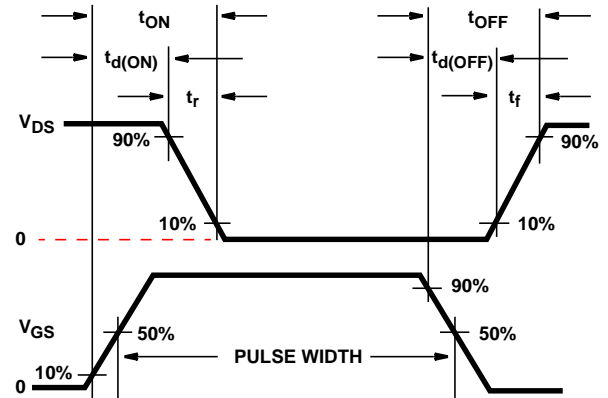 tON tOFF
td(ON) td(OFF)
tr tf
VDS
90% 90%
10% 10%
0
90%
VGS 50% 50%
10% PULSE WIDTH
0